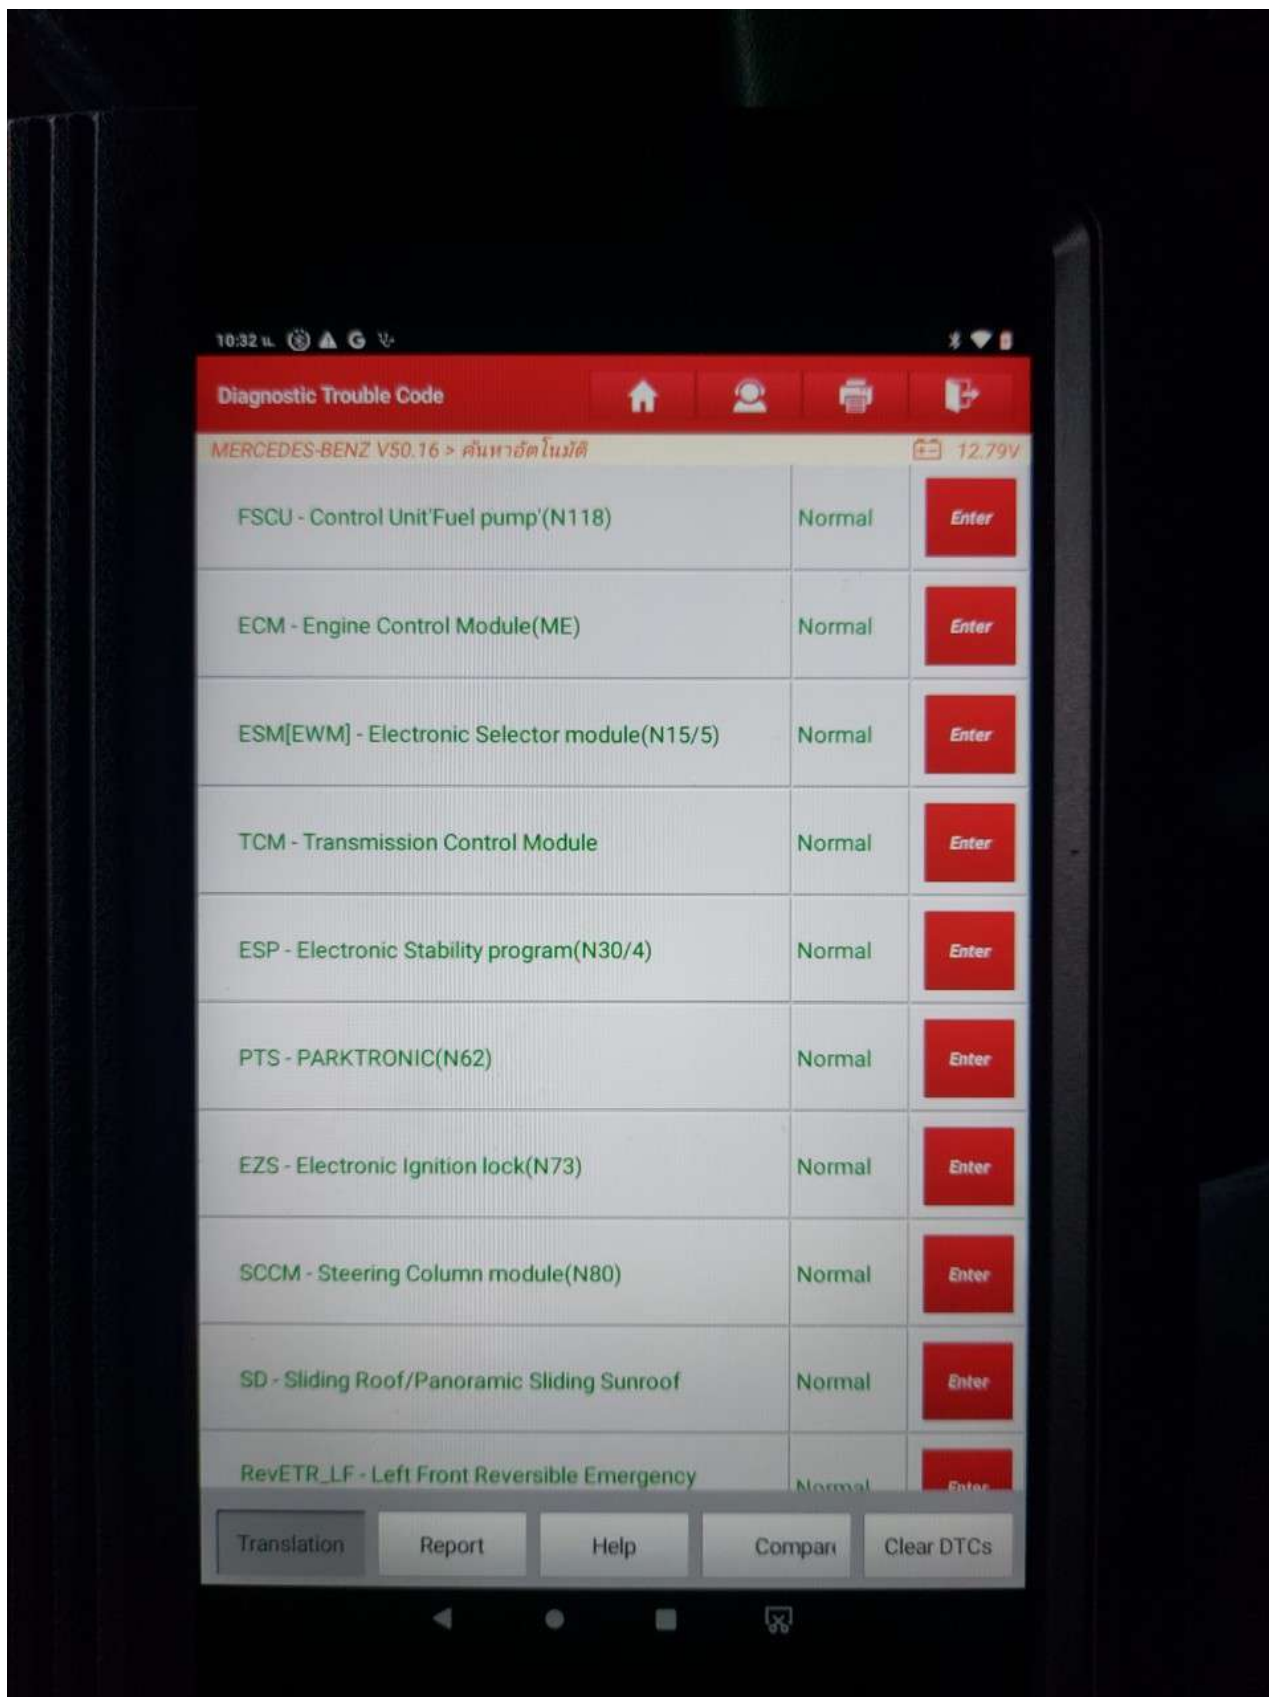 10:32 น.
Diagnostic Trouble Code
MERCEDES-BENZ V50.16 > ค้นหาอัตโนมัติ 12.79V
FSCU - Control Unit'Fuel pump'(N118) Normal Enter
ECM - Engine Control Module(ME) Normal Enter
ESM[EWM] - Electronic Selector module(N15/5) Normal Enter
TCM - Transmission Control Module Normal Enter
ESP - Electronic Stability program(N30/4) Normal Enter
PTS - PARKTRONIC(N62) Normal Enter
EZS - Electronic Ignition lock(N73) Normal Enter
SCCM - Steering Column module(N80) Normal Enter
SD - Sliding Roof/Panoramic Sliding Sunroof Normal Enter
RevETR_LF - Left Front Reversible Emergency Normal Enter
Translation Report Help Compare Clear DTCs